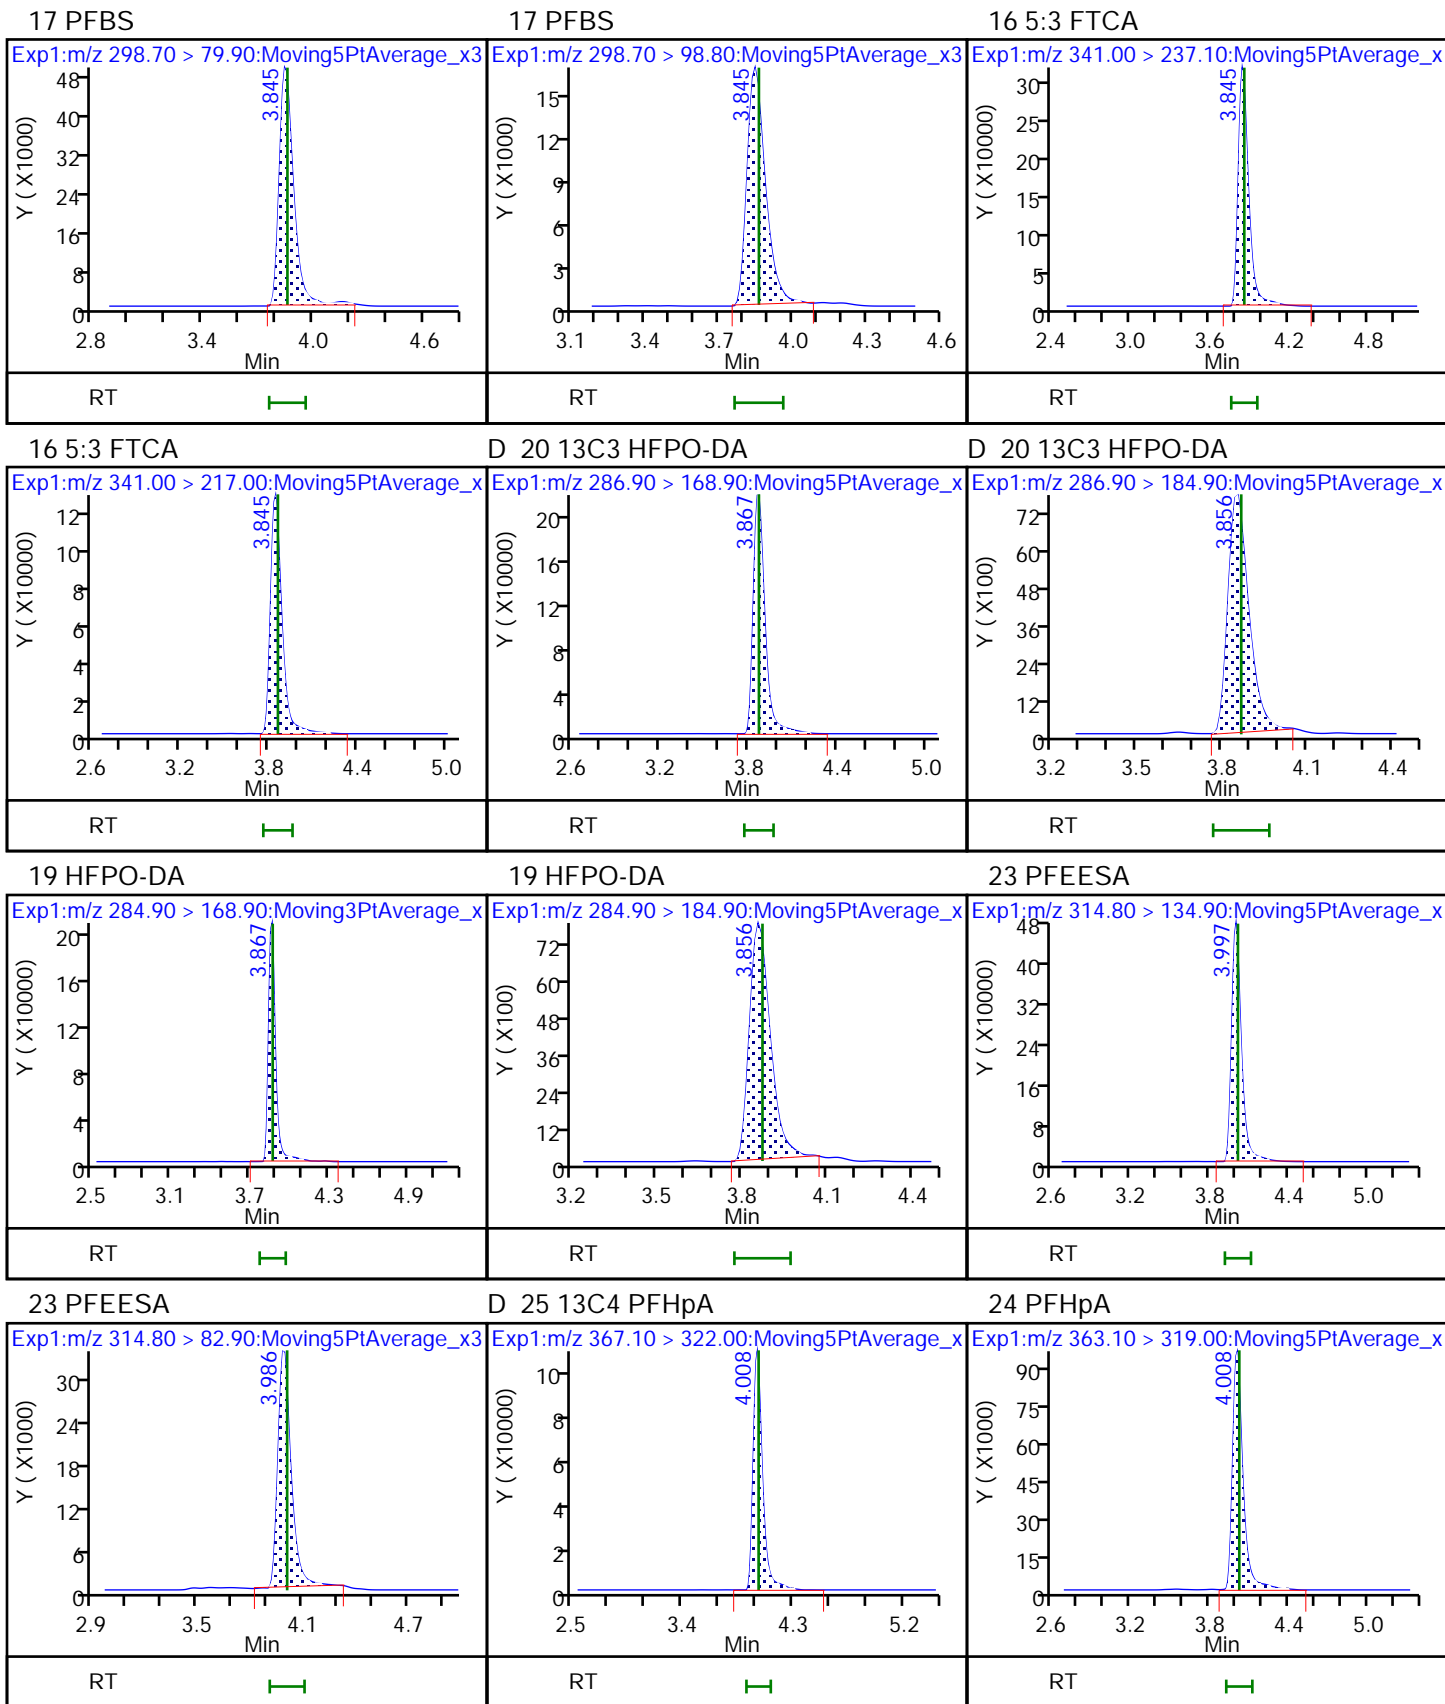 17 PFBS
Exp1:m/z 298.70 > 79.90:Moving5PtAverage_x3
3.845
Y ( X1000)
48
40
32
24
16
8
0
2.8 3.4 4.0 4.6
Min
RT
17 PFBS
Exp1:m/z 298.70 > 98.80:Moving5PtAverage_x3
3.845
Y ( X1000)
15
12
9
6
3
0
3.1 3.4 3.7 4.0 4.3 4.6
Min
RT
16 5:3 FTCA
Exp1:m/z 341.00 > 237.10:Moving5PtAverage_x
3.845
Y ( X10000)
30
25
20
15
10
5
0
2.4 3.0 3.6 4.2 4.8
Min
RT
16 5:3 FTCA
Exp1:m/z 341.00 > 217.00:Moving5PtAverage_x
3.845
Y ( X10000)
12
10
8
6
4
2
0
2.6 3.2 3.8 4.4 5.0
Min
RT
D 20 13C3 HFPO-DA
Exp1:m/z 286.90 > 168.90:Moving5PtAverage_x
3.867
Y ( X10000)
20
16
12
8
4
0
2.6 3.2 3.8 4.4 5.0
Min
RT
D 20 13C3 HFPO-DA
Exp1:m/z 286.90 > 184.90:Moving5PtAverage_x
3.856
Y ( X100)
72
60
48
36
24
12
0
3.2 3.5 3.8 4.1 4.4
Min
RT
19 HFPO-DA
Exp1:m/z 284.90 > 168.90:Moving3PtAverage_x
3.867
Y ( X10000)
20
16
12
8
4
0
2.5 3.1 3.7 4.3 4.9
Min
RT
19 HFPO-DA
Exp1:m/z 284.90 > 184.90:Moving5PtAverage_x
3.856
Y ( X100)
72
60
48
36
24
12
0
3.2 3.5 3.8 4.1 4.4
Min
RT
23 PFEESA
Exp1:m/z 314.80 > 134.90:Moving5PtAverage_x
3.997
Y ( X10000)
48
40
32
24
16
8
0
2.6 3.2 3.8 4.4 5.0
Min
RT
23 PFEESA
Exp1:m/z 314.80 > 82.90:Moving5PtAverage_x3
3.986
Y ( X1000)
30
24
18
12
6
0
2.9 3.5 4.1 4.7
Min
RT
D 25 13C4 PFHpA
Exp1:m/z 367.10 > 322.00:Moving5PtAverage_x
4.008
Y ( X10000)
10
8
6
4
2
0
2.5 3.4 4.3 5.2
Min
RT
24 PFHpA
Exp1:m/z 363.10 > 319.00:Moving5PtAverage_x
4.008
Y ( X1000)
90
75
60
45
30
15
0
2.6 3.2 3.8 4.4 5.0
Min
RT